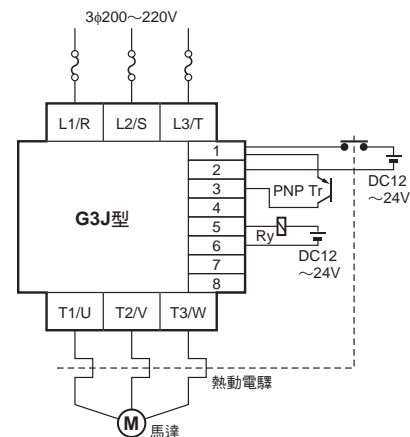 3φ200～220V
L1/R L2/S L3/T
1
2
3
4
5
6
7
8
G3J型
PNP Tr
DC12
～24V
Ry
DC12
～24V
T1/U T2/V T3/W
熱動電驛
M
馬達